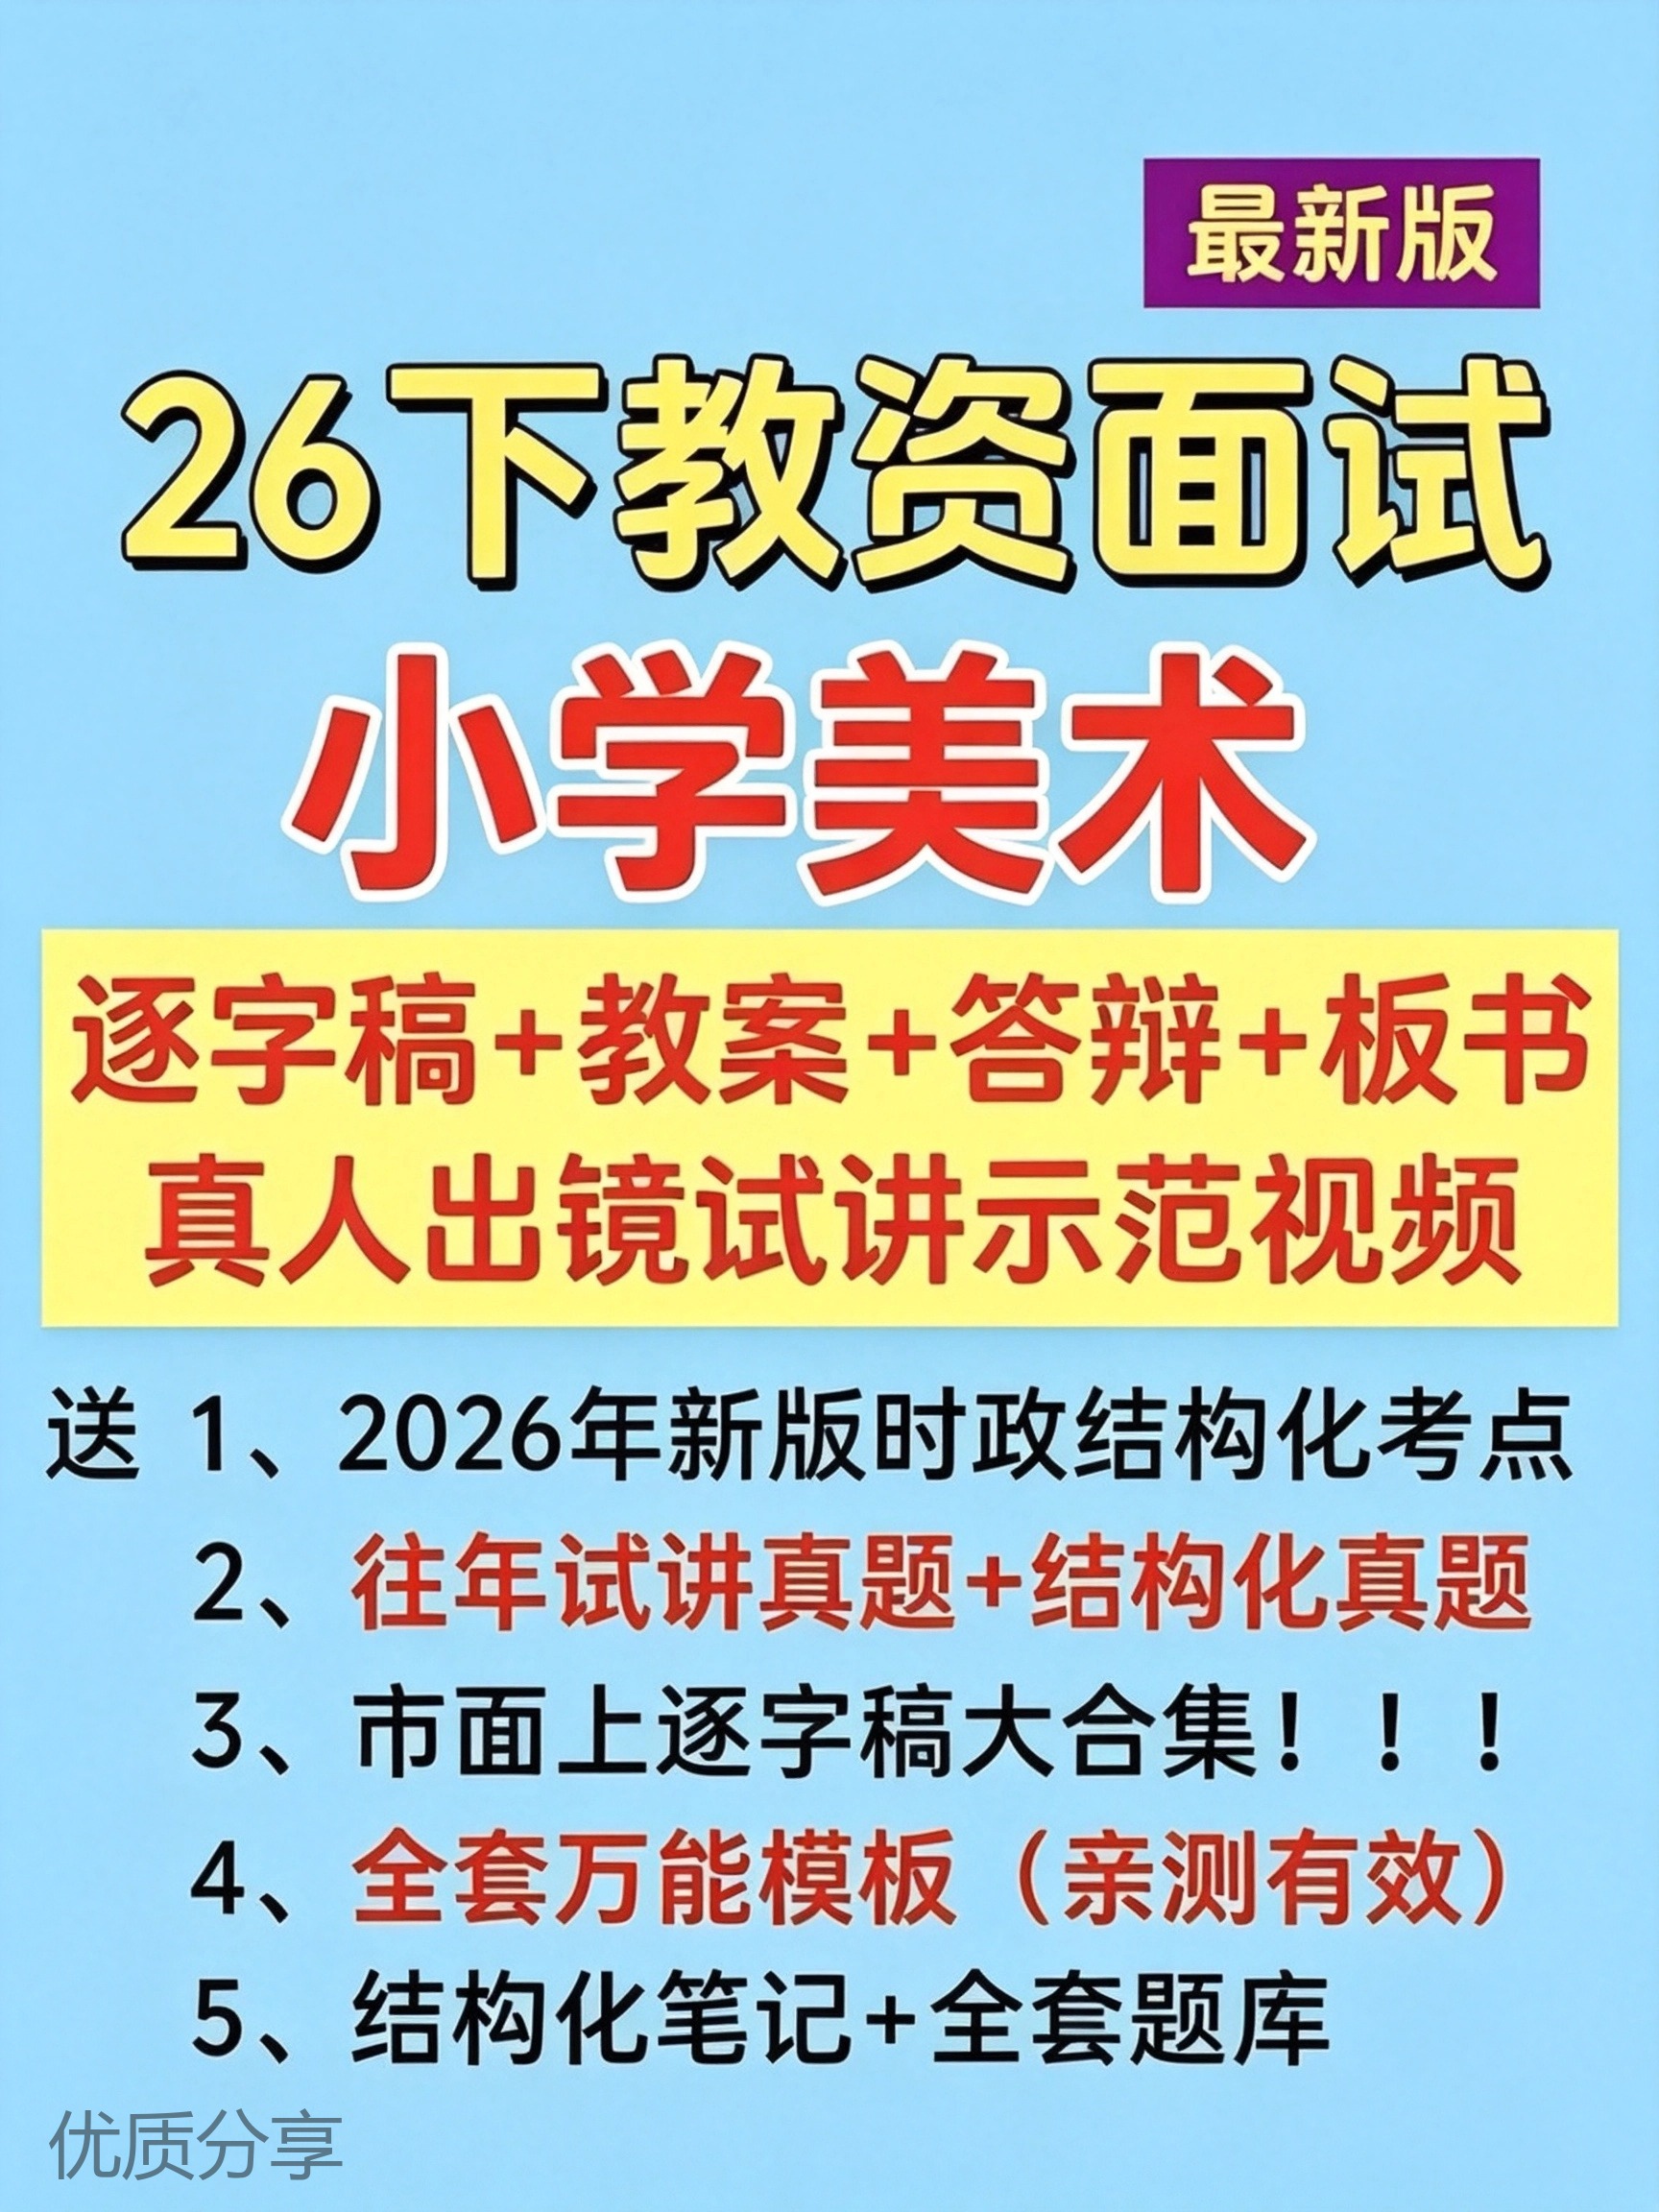 最新版
26下教资面试
小学美术
逐字稿+教案+答辩+板书
真人出镜试讲示范视频
送 1、2026年新版时政结构化考点
2、往年试讲真题+结构化真题
3、市面上逐字稿大合集！！！
4、全套万能模板（亲测有效）
5、结构化笔记+全套题库
优质分享